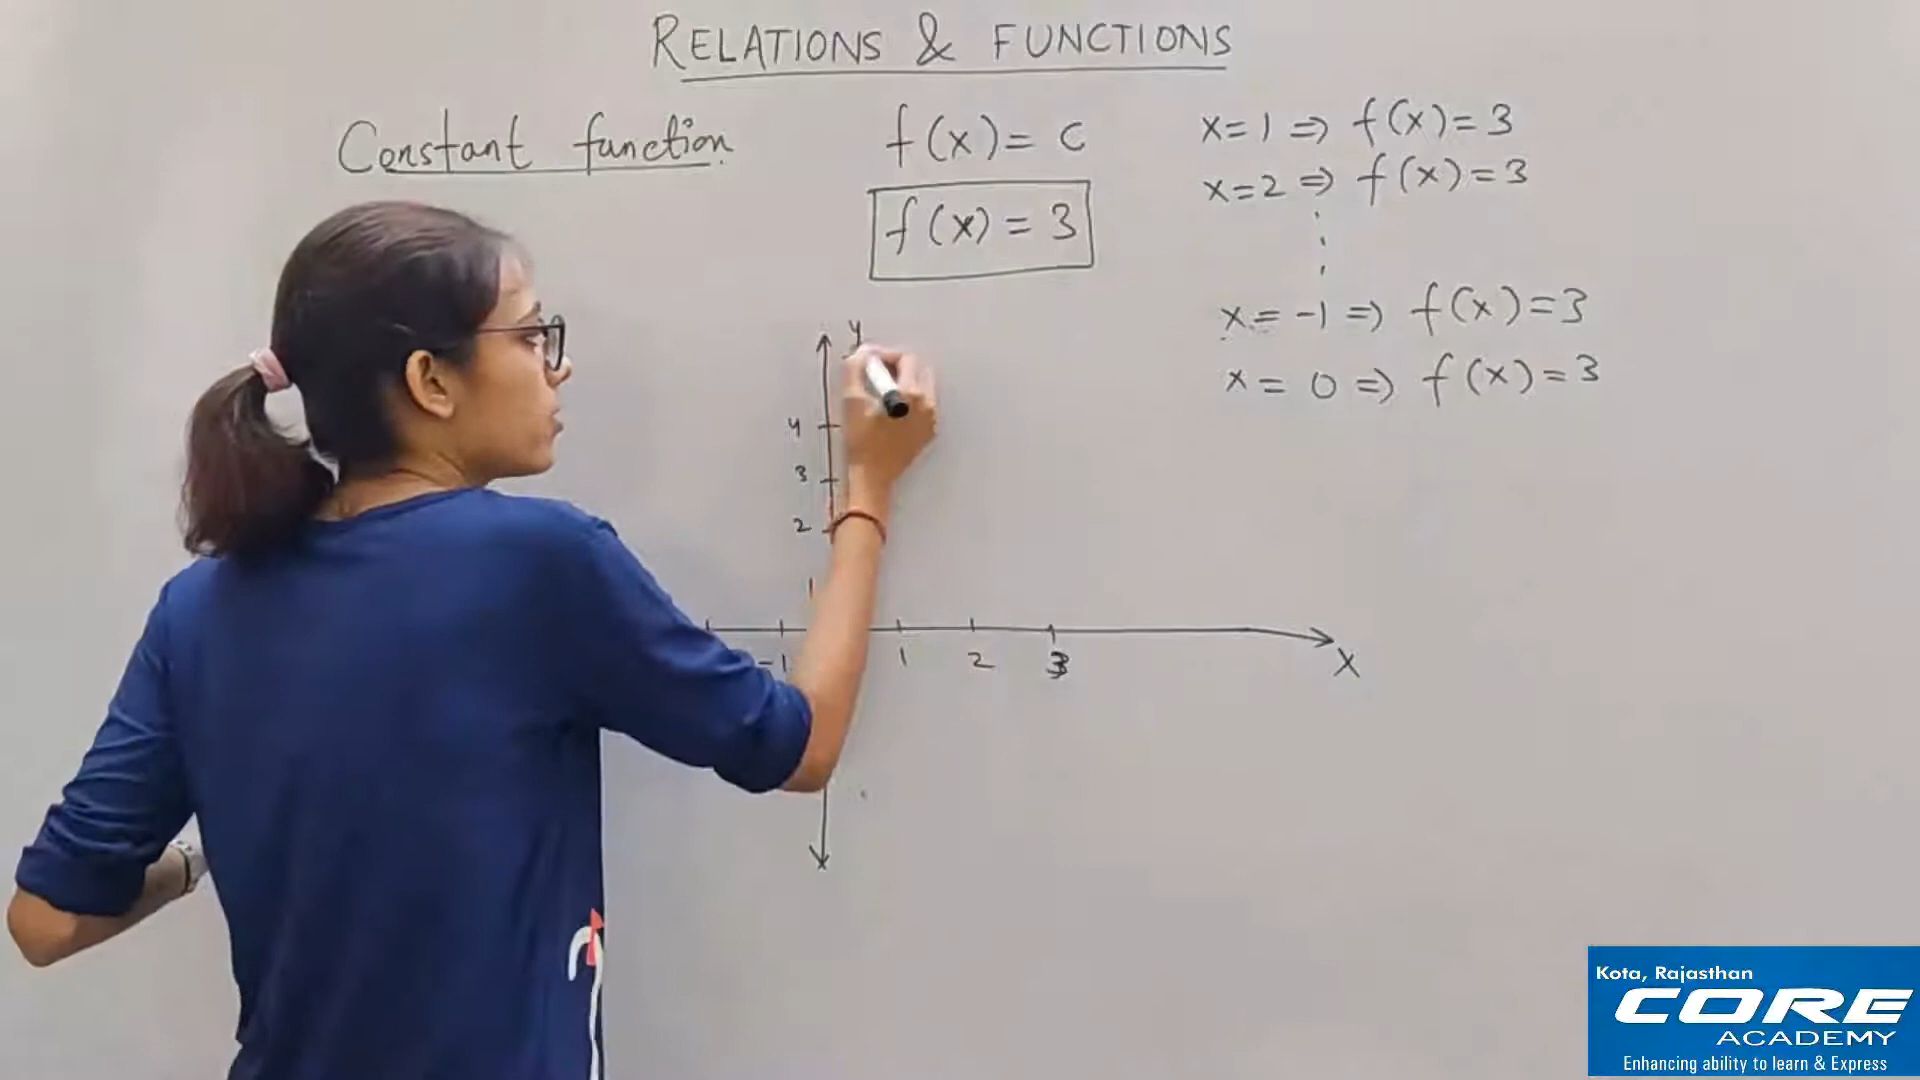 RELATIONS & FUNCTIONS
Constant function
f(x) = c
f(x) = 3
x=1 ⇒ f(x)=3
x=2 ⇒ f(x)=3
x=-1 ⇒ f(x)=3
x=0 ⇒ f(x)=3
y
4
3
2
1
-1 1 2 3
X
Kota, Rajasthan
CORE
ACADEMY
Enhancing ability to learn & Express